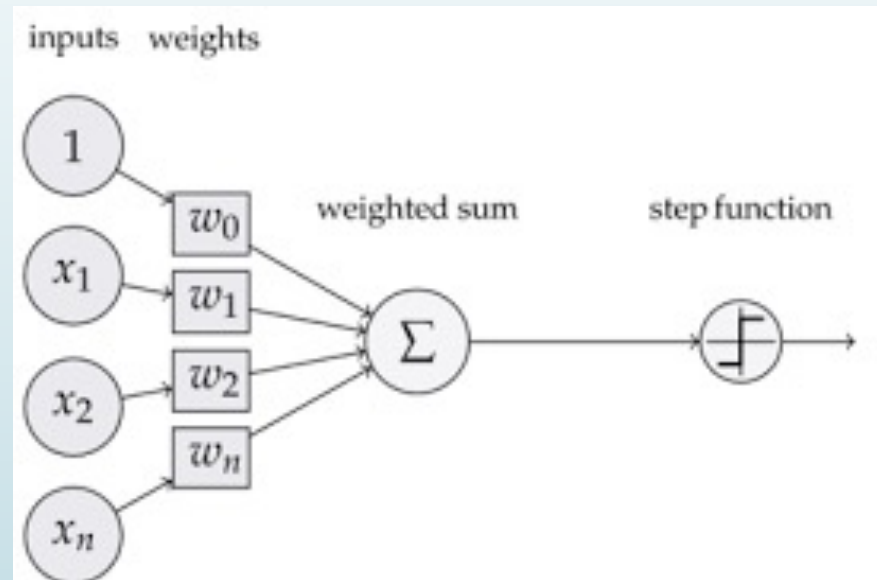 inputs weights
1
w₀
weighted sum
step function
x₁
w₁
Σ
x₂
w₂
wₙ
xₙ